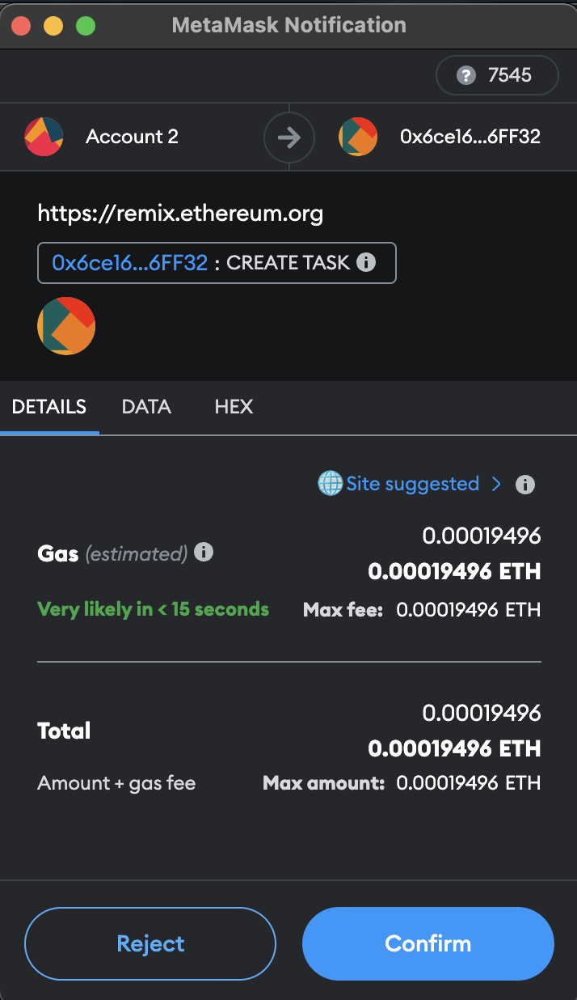 MetaMask Notification
? 7545
Account 2
0x6ce16...6FF32
https://remix.ethereum.org
0x6ce16...6FF32 : CREATE TASK i
DETAILS DATA HEX
Site suggested > i
0.00019496
Gas (estimated) i
0.00019496 ETH
Very likely in < 15 seconds Max fee: 0.00019496 ETH
0.00019496
Total
0.00019496 ETH
Amount + gas fee Max amount: 0.00019496 ETH
Reject Confirm